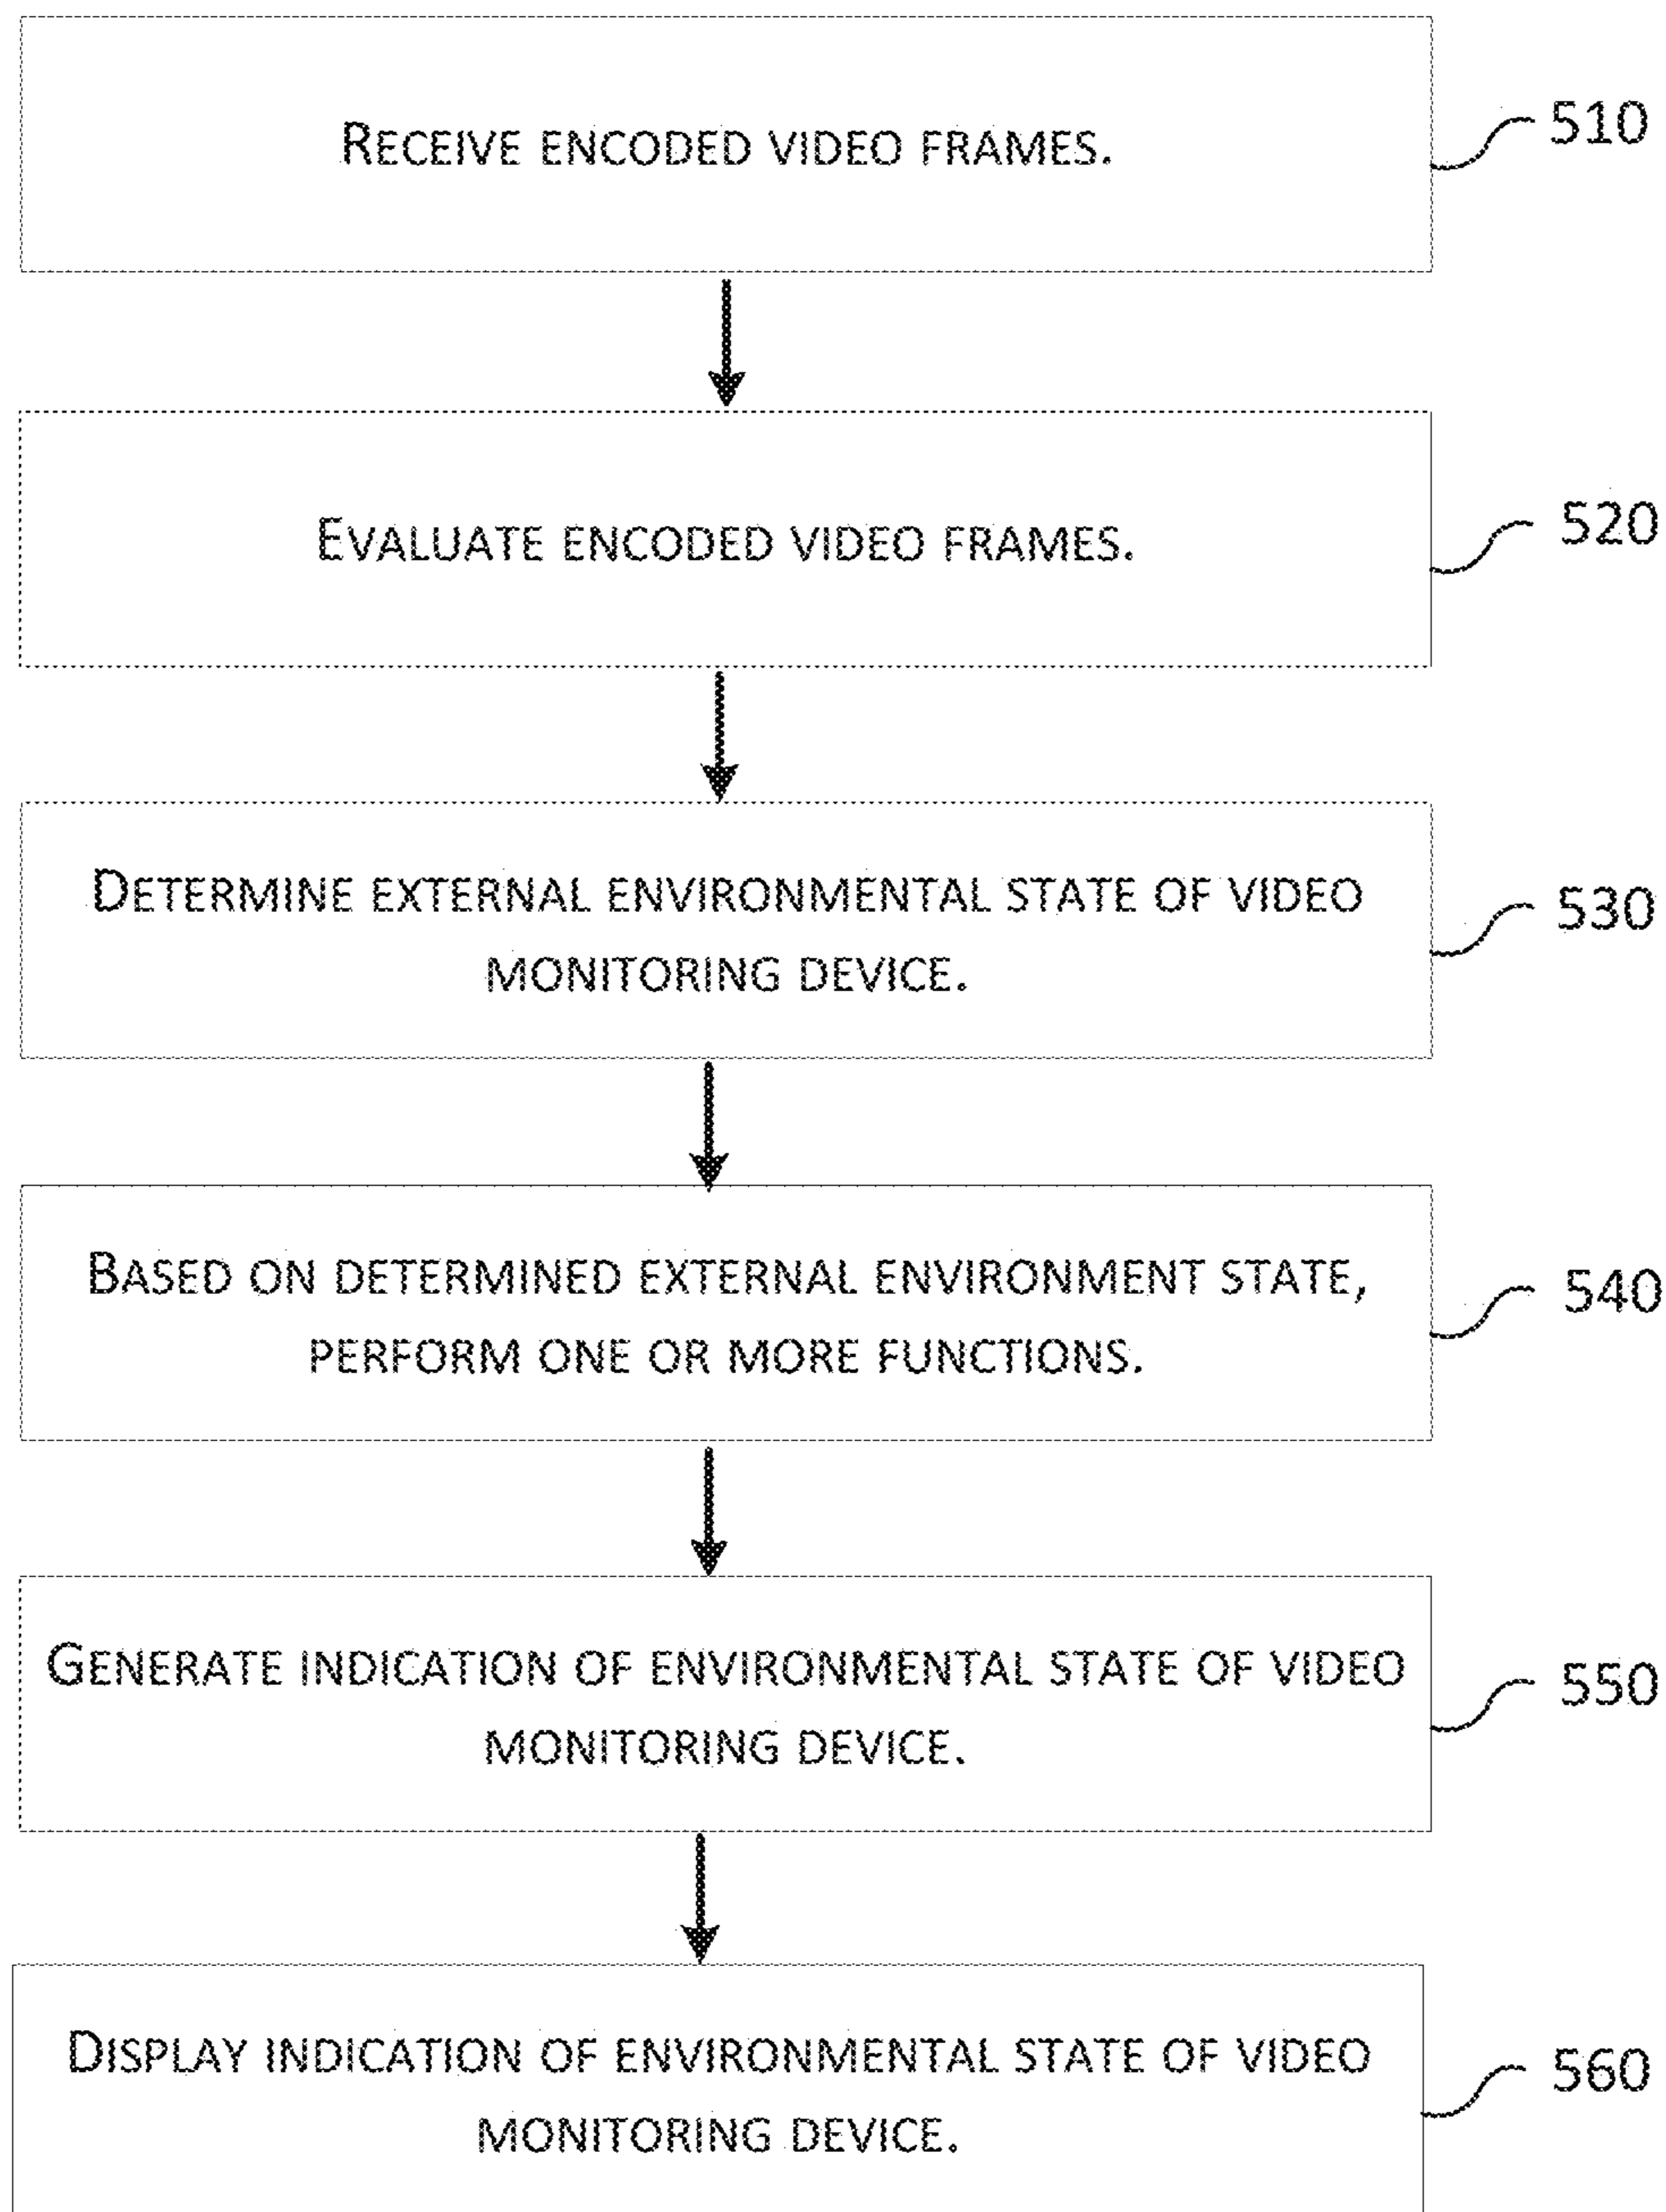 RECEIVE ENCODED VIDEO FRAMES.
510
EVALUATE ENCODED VIDEO FRAMES.
520
DETERMINE EXTERNAL ENVIRONMENTAL STATE OF VIDEO
MONITORING DEVICE.
530
BASED ON DETERMINED EXTERNAL ENVIRONMENT STATE,
PERFORM ONE OR MORE FUNCTIONS.
540
GENERATE INDICATION OF ENVIRONMENTAL STATE OF VIDEO
MONITORING DEVICE.
550
DISPLAY INDICATION OF ENVIRONMENTAL STATE OF VIDEO
MONITORING DEVICE.
560